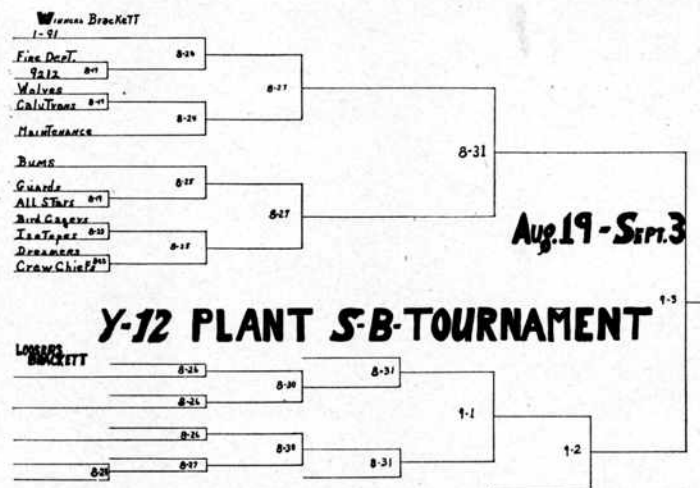 Winners BrackeTT
1-91
8-24
Fire Dept.
9212 8-19
8-27
Wolves
CaluTrons 8-19
8-24
MainTenance
8-31
Bums
8-25
Guards
All STars 8-19
8-27
Bird Cagers
IsoTopes 8-20
8-25
Dreamers
Crew ChieFs
Aug. 19 - SEPT. 3
9-3
Y-12 PLANT S-B-TOURNAMENT
LOOSERS
BRACKETT
8-26
8-31
8-30
8-26
9-1
8-26
8-30
9-2
8-27
8-31